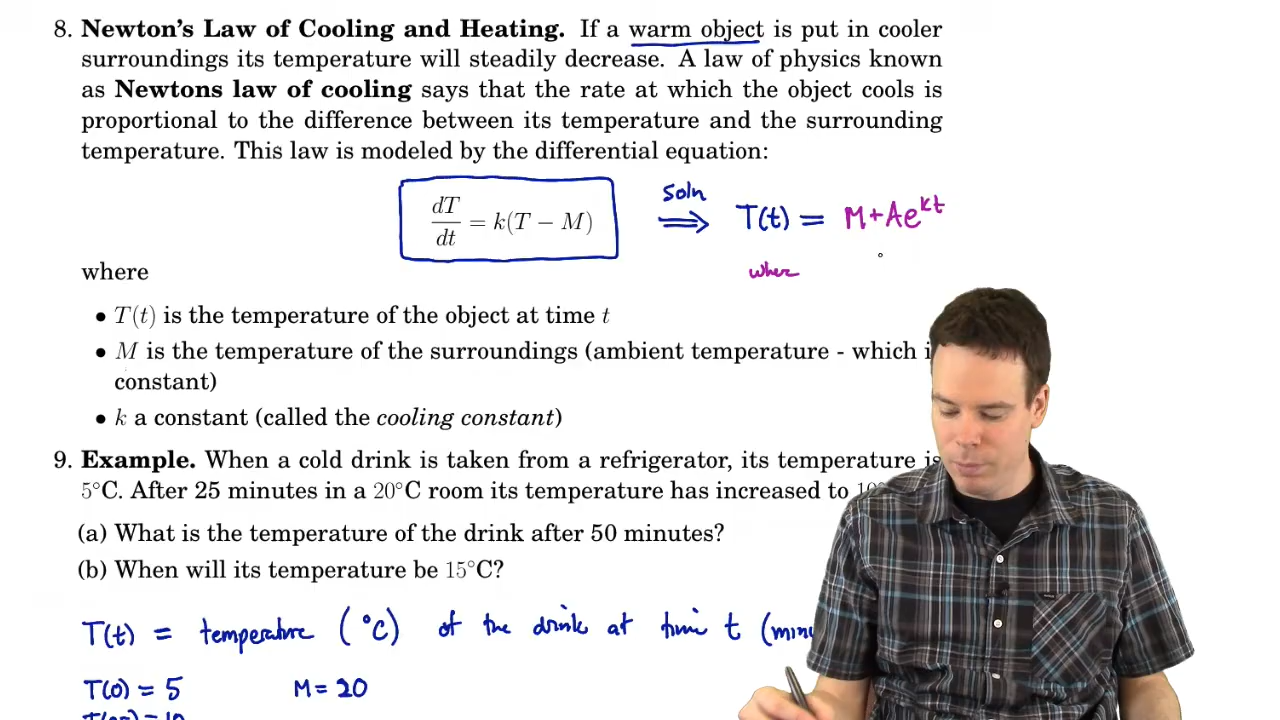 8. Newton's Law of Cooling and Heating. If a warm object is put in cooler
surroundings its temperature will steadily decrease. A law of physics known
as Newtons law of cooling says that the rate at which the object cools is
proportional to the difference between its temperature and the surrounding
temperature. This law is modeled by the differential equation:
dT/dt = k(T − M) soln ⟹ T(t) = M+Ae^kt
where
where
• T(t) is the temperature of the object at time t
• M is the temperature of the surroundings (ambient temperature - which
constant)
• k a constant (called the cooling constant)
9. Example. When a cold drink is taken from a refrigerator, its temperature is
5°C. After 25 minutes in a 20°C room its temperature has increased to
(a) What is the temperature of the drink after 50 minutes?
(b) When will its temperature be 15°C?
T(t) = temperature (°C) of the drink at time t
T(0) = 5 M = 20